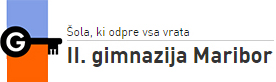 G
Šola, ki odpre vsa vrata
II. gimnazija Maribor